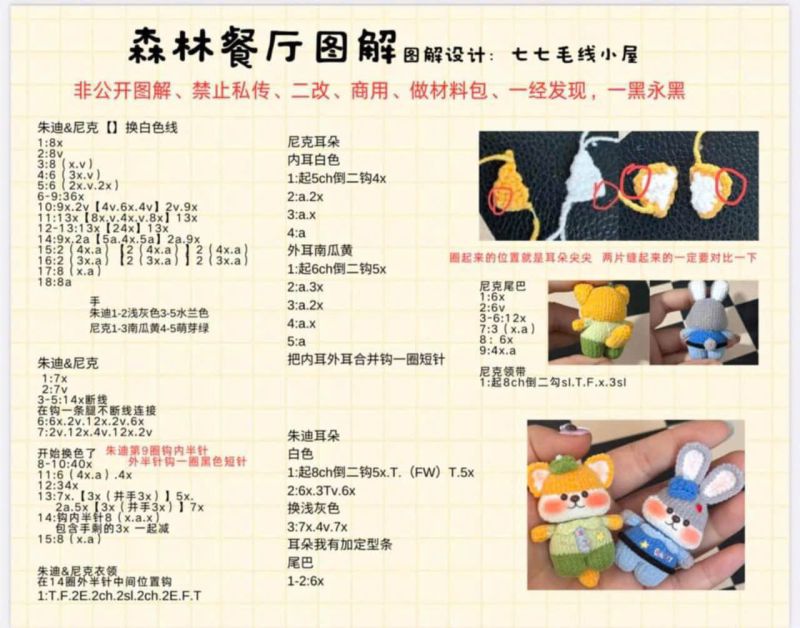 森林餐厅图解 图解设计：七七毛线小屋
非公开图解、禁止私传、二改、商用、做材料包、一经发现，一黑永黑
朱迪&尼克【】换白色线
1:8x
2:8v
3:8（x.v）
4:6（3x.v）
5:6（2x.v.2x）
6-9:36x
10:9x.2v【4v.6x.4v】2v.9x
11:13x【8x.v.4x.v.8x】13x
12-13:13x【24x】13x
14:9x.2a【5a.4x.5a】2a.9x
15:2（4x.a）【2（4x.a）】2（4x.a）
16:2（3x.a）【2（3x.a）】2（3x.a）
17:8（x.a）
18:8a
手
朱迪1-2浅灰色3-5水兰色
尼克1-3南瓜黄4-5萌芽绿
朱迪&尼克
1:7x
2:7v
3-5:14x断线
在钩一条腿不断线连接
6:6x.2v.12x.2v.6x
7:2v.12x.4v.12x.2v
开始换色了 朱迪第9圈钩内半针
外半针钩一圈黑色短针
8-10:40x
11:6（4x.a）.4x
12:34x
13:7x.【3x（并手3x）】5x.
2a.5x【3x（并手3x）】7x
14:钩内半针8（x.a.x）
包含手剩的3x 一起减
15:8（x.a）
朱迪&尼克衣领
在14圈外半针中间位置钩
1:T.F.2E.2ch.2sl.2ch.2E.F.T
尼克耳朵
内耳白色
1:起5ch倒二钩4x
2:a.2x
3:a.x
4:a
外耳南瓜黄
1:起6ch倒二钩5x
2:a.3x
3:a.2x
4:a.x
5:a
把内耳外耳合并钩一圈短针
朱迪耳朵
白色
1:起8ch倒二钩5x.T.（FW）T.5x
2:6x.3Tv.6x
换浅灰色
3:7x.4v.7x
耳朵我有加定型条
尾巴
1-2:6x
圈起来的位置就是耳朵尖尖 两片缝起来的一定要对比一下
尼克尾巴
1:6x
2:6v
3-6:12x
7:3（x.a）
8：6x
9:4x.a
尼克领带
1:起8ch倒二勾sl.T.F.x.3sl